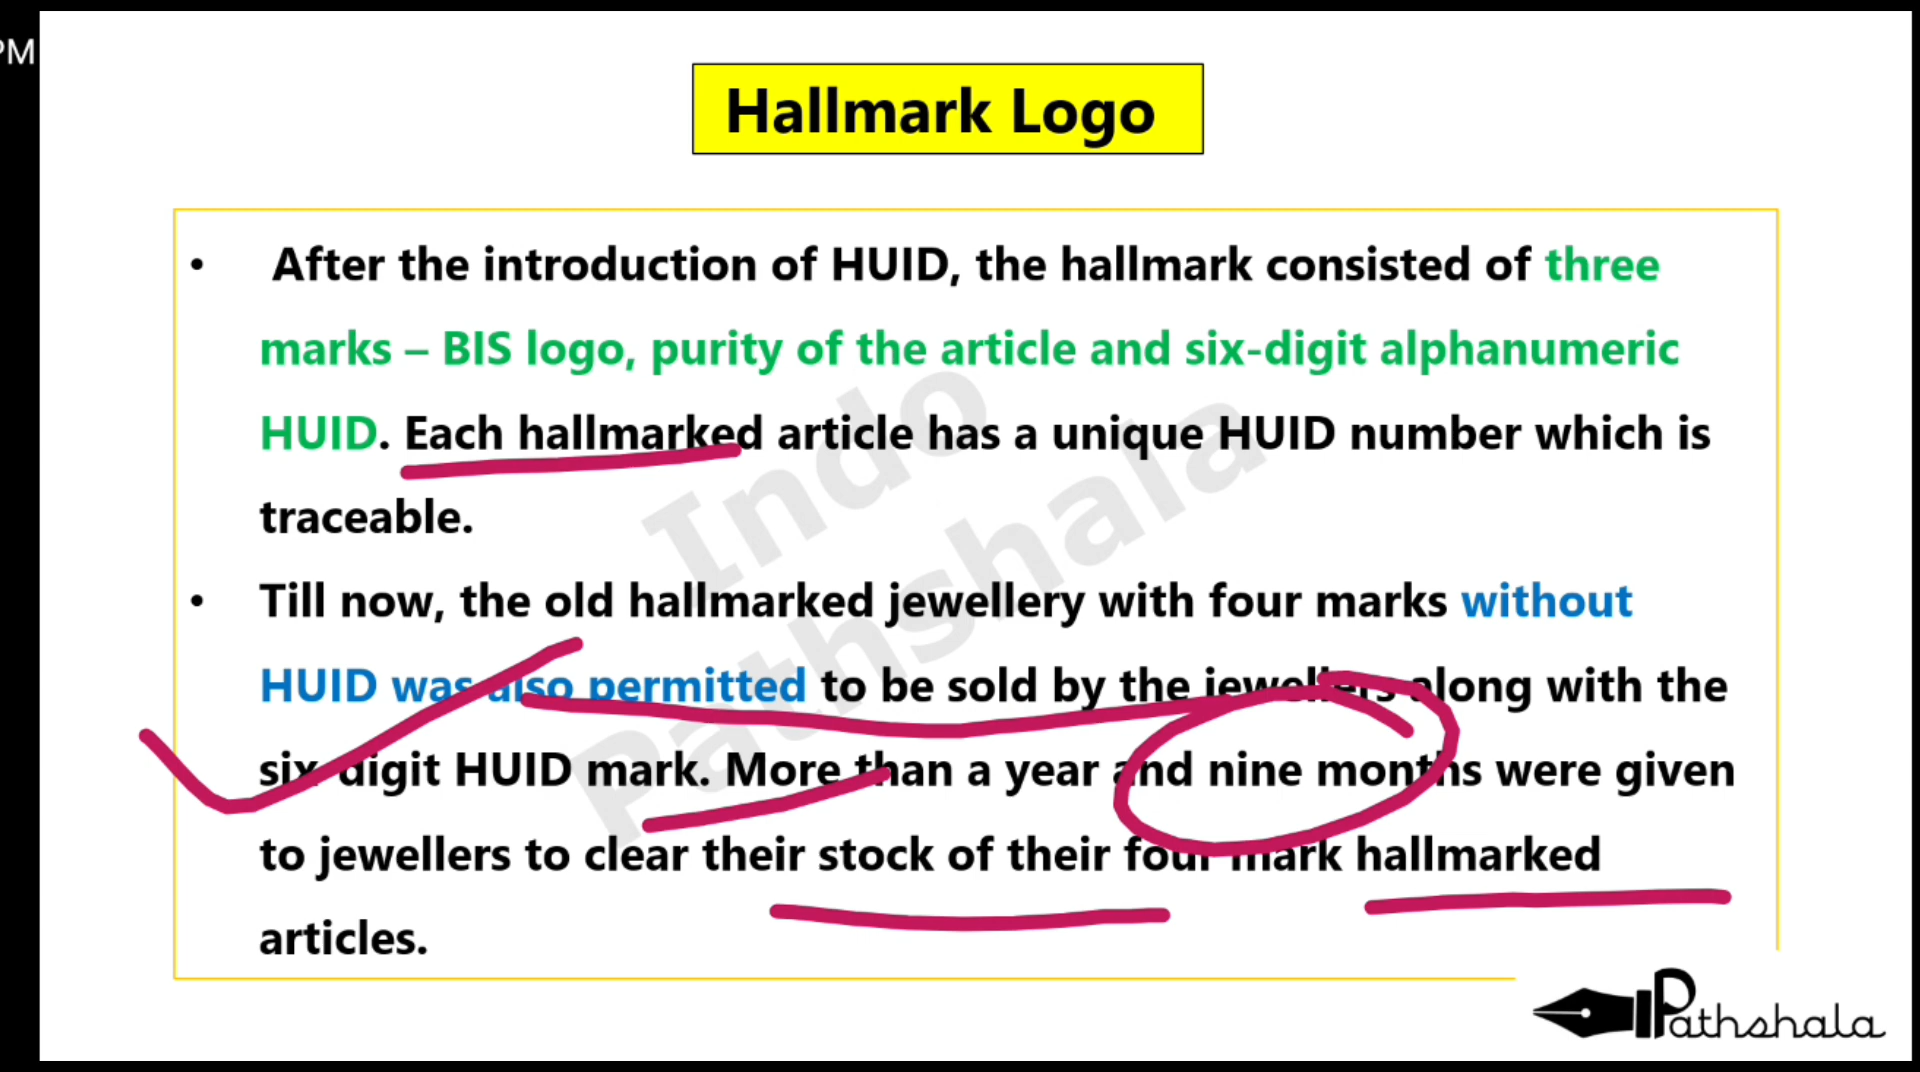 PM
Hallmark Logo
• After the introduction of HUID, the hallmark consisted of three
marks – BIS logo, purity of the article and six-digit alphanumeric
HUID. Each hallmarked article has a unique HUID number which is
traceable.
• Till now, the old hallmarked jewellery with four marks without
HUID was also permitted to be sold by the jewellers along with the
six-digit HUID mark. More than a year and nine months were given
to jewellers to clear their stock of their four mark hallmarked
articles.
Indo
Pathshala
Pathshala